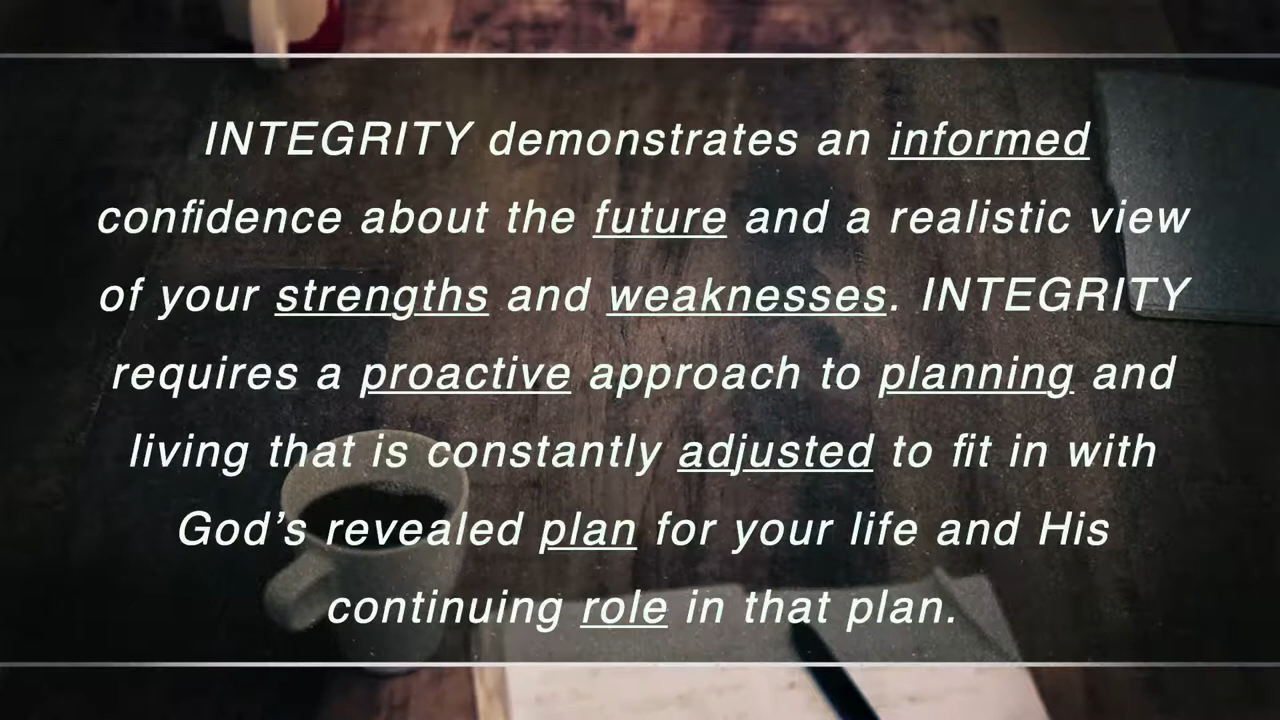 INTEGRITY demonstrates an informed
confidence about the future and a realistic view
of your strengths and weaknesses. INTEGRITY
requires a proactive approach to planning and
living that is constantly adjusted to fit in with
God’s revealed plan for your life and His
continuing role in that plan.